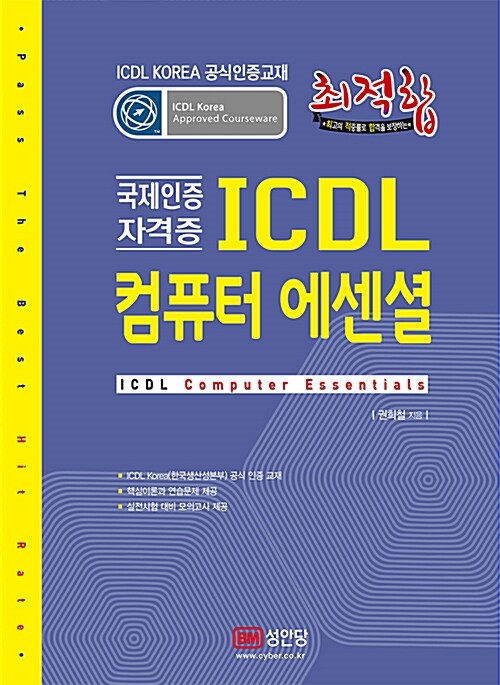 • Pass The Best Hit Rate •
ICDL KOREA 공식인증교재
ICDL Korea
Approved Courseware
TM
최적합
•최고의 적중률로 합격을 보장하는•
국제인증
자격증
ICDL
컴퓨터 에센셜
ICDL Computer Essentials
| 권희철 지음 |
• ICDL Korea(한국생산성본부) 공식 인증 교재
• 핵심이론과 연습문제 제공
• 실전시험 대비 모의고사 제공
BM 성안당
www.cyber.co.kr